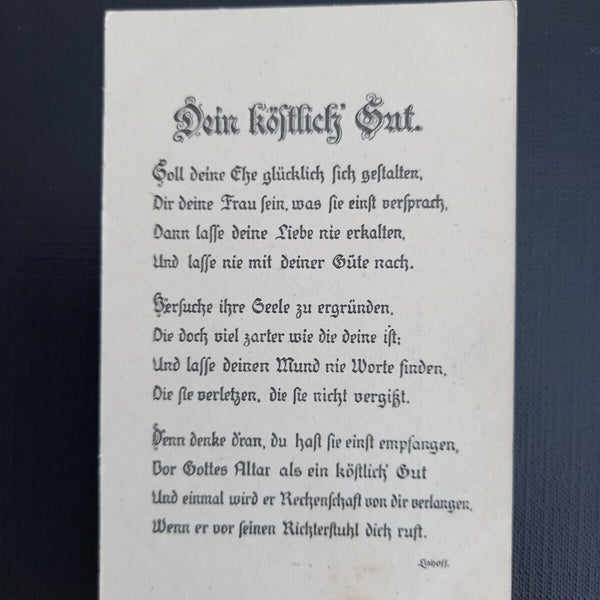 Dein köstlich' Gut.
Soll deine Ehe glücklich sich gestalten,
Dir deine Frau sein, was sie einst versprach,
Dann lasse deine Liebe nie erkalten,
Und lasse nie mit deiner Güte nach.
Versuche ihre Seele zu ergründen,
Die doch viel zarter wie die deine ist;
Und lasse deinen Mund nie Worte finden,
Die sie verletzen, die sie nicht vergißt.
Denn denke d'ran, du hast sie einst empfangen,
Vor Gottes Altar als ein köstlich' Gut
Und einmal wird er Rechenschaft von dir verlangen,
Wenn er vor seinen Richterstuhl dich ruft.